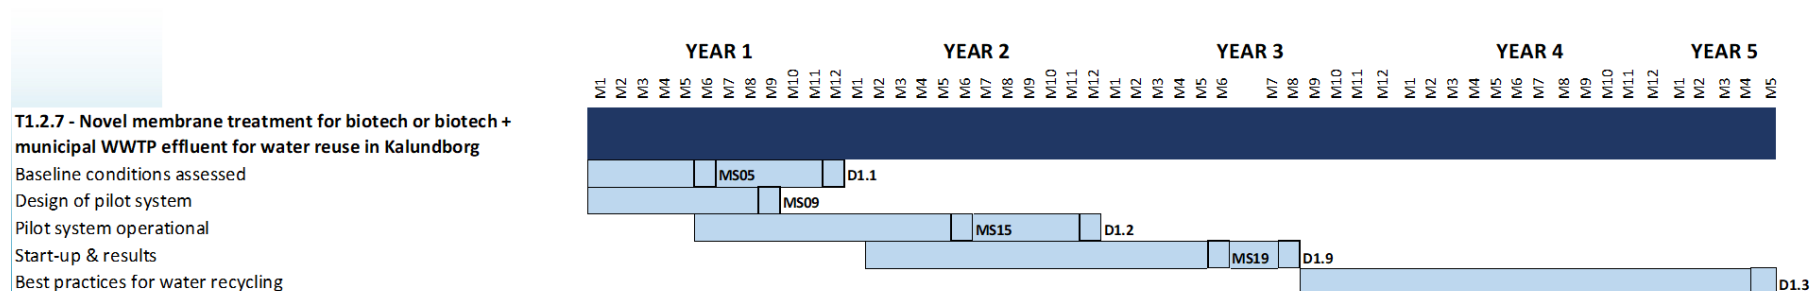 YEAR 1 YEAR 2 YEAR 3 YEAR 4 YEAR 5
M1 M2 M3 M4 M5 M6 M7 M8 M9 M10 M11 M12 M1 M2 M3 M4 M5 M6 M7 M8 M9 M10 M11 M12 M1 M2 M3 M4 M5 M6 M7 M8 M9 M10 M11 M12 M1 M2 M3 M4 M5 M6 M7 M8 M9 M10 M11 M12 M1 M2 M3 M4 M5
T1.2.7 - Novel membrane treatment for biotech or biotech +
municipal WWTP effluent for water reuse in Kalundborg
Baseline conditions assessed MS05 D1.1
Design of pilot system MS09
Pilot system operational MS15 D1.2
Start-up & results MS19 D1.9
Best practices for water recycling D1.3